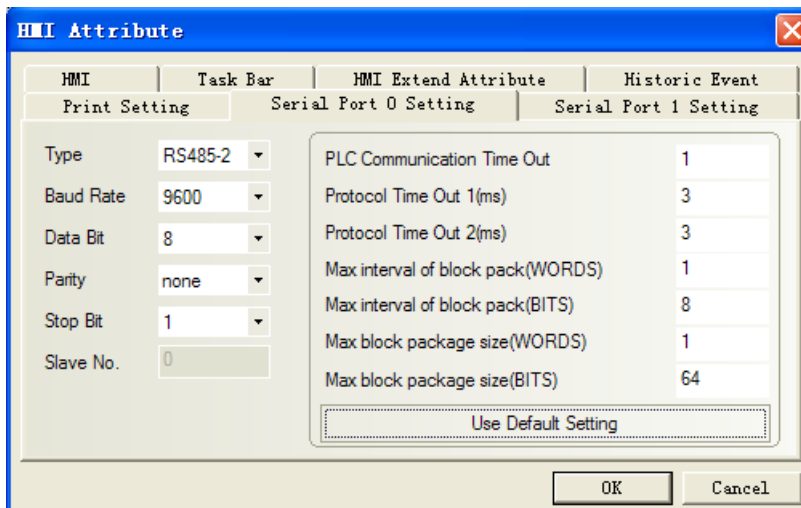 HMI Attribute
HMI Task Bar HMI Extend Attribute Historic Event
Print Setting Serial Port 0 Setting Serial Port 1 Setting
Type RS485-2
Baud Rate 9600
Data Bit 8
Parity none
Stop Bit 1
Slave No. 0
PLC Communication Time Out 1
Protocol Time Out 1(ms) 3
Protocol Time Out 2(ms) 3
Max interval of block pack(WORDS) 1
Max interval of block pack(BITS) 8
Max block package size(WORDS) 1
Max block package size(BITS) 64
Use Default Setting
OK Cancel